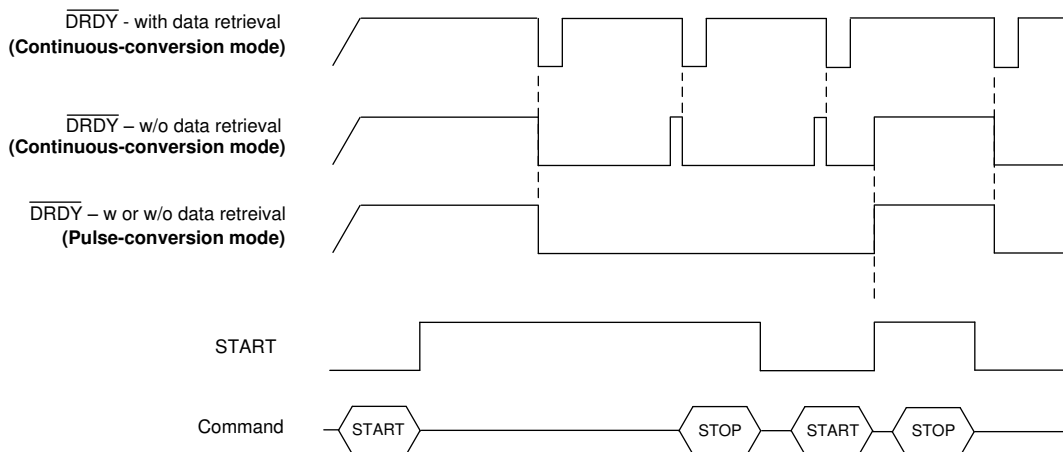 DRDY - with data retrieval
(Continuous-conversion mode)
DRDY – w/o data retrieval
(Continuous-conversion mode)
DRDY – w or w/o data retreival
(Pulse-conversion mode)
START
Command
START
STOP
START
STOP